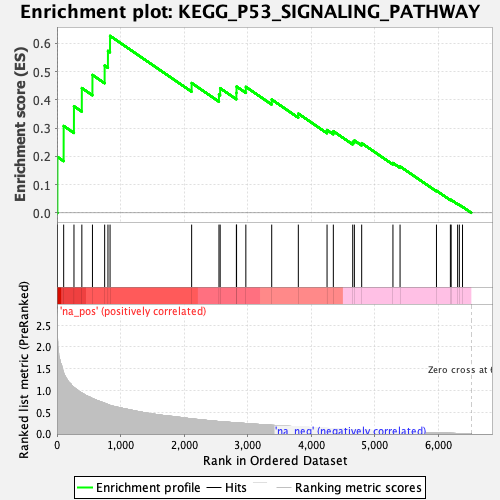 Enrichment plot: KEGG_P53_SIGNALING_PATHWAY
Enrichment score (ES)
0.6
0.5
0.4
0.3
0.2
0.1
0.0
'na_pos' (positively correlated)
Ranked list metric (PreRanked)
2.5
2.0
1.5
1.0
0.5
0.0
Zero cross at 6
'na_neg' (negatively correlated)
0 1,000 2,000 3,000 4,000 5,000 6,000
Rank in Ordered Dataset
Enrichment profile Hits Ranking metric scores